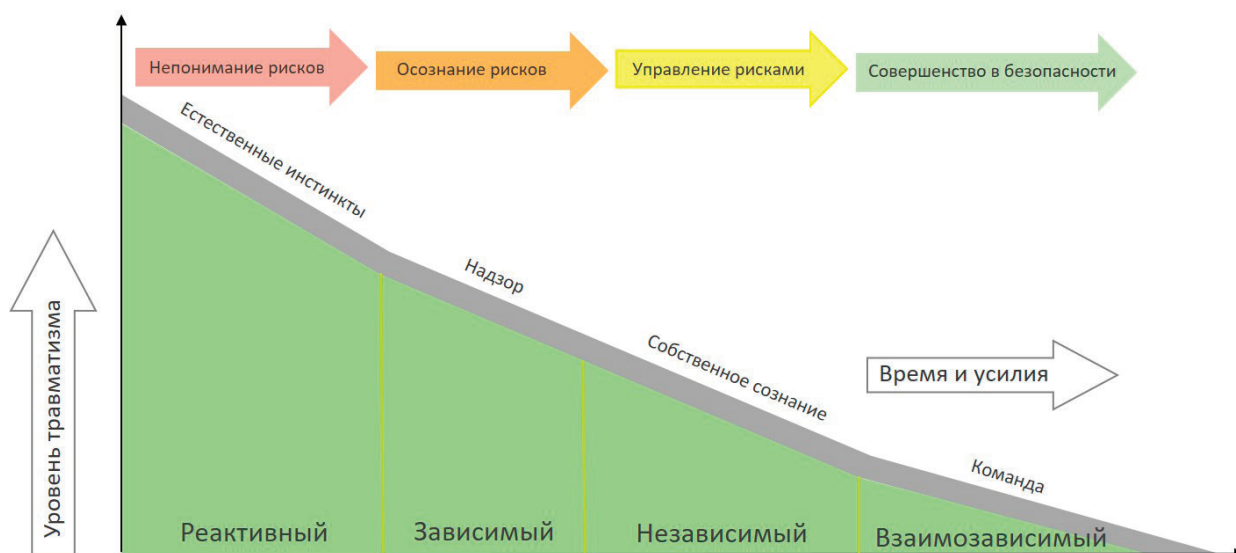 Непонимание рисков
Осознание рисков
Управление рисками
Совершенство в безопасности
Естественные инстинкты
Надзор
Собственное сознание
Команда
Время и усилия
Уровень травматизма
Реактивный
Зависимый
Независимый
Взаимозависимый